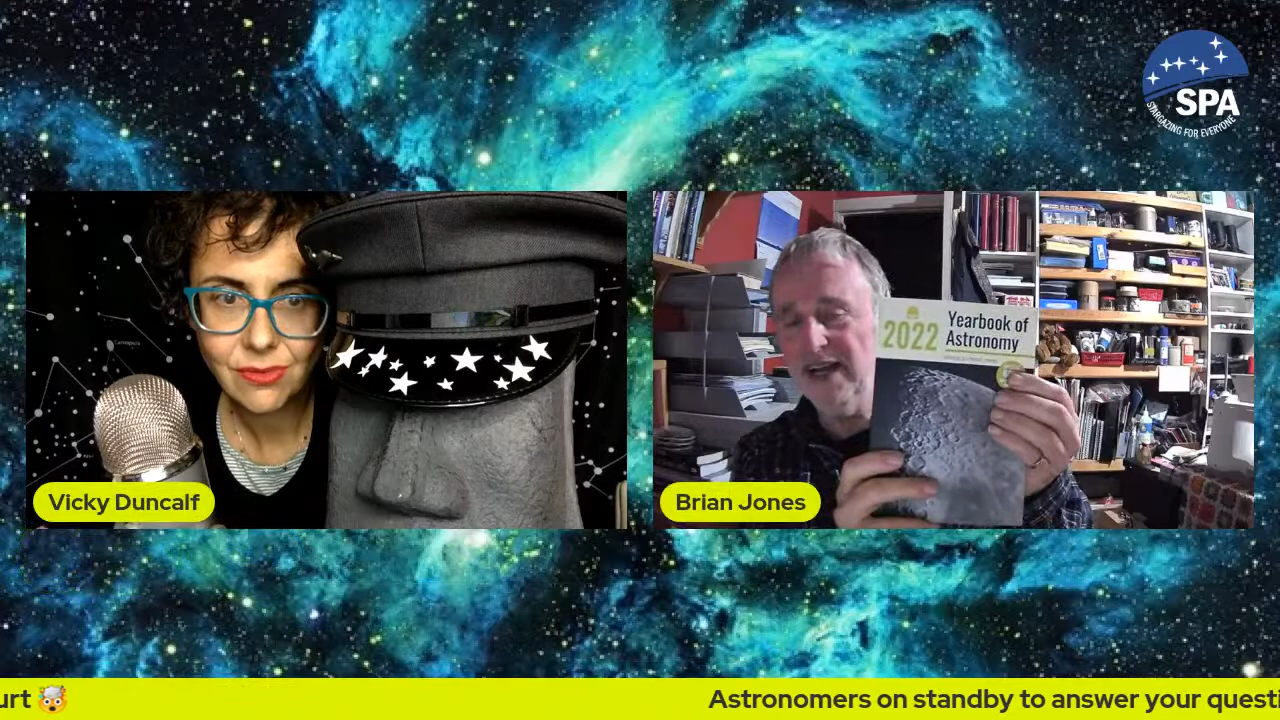 SPA
STARGAZING FOR EVERYONE
Cassiopeia
2022
Yearbook of
Astronomy
Vicky Duncalf
Brian Jones
urt 🤯
Astronomers on standby to answer your questi